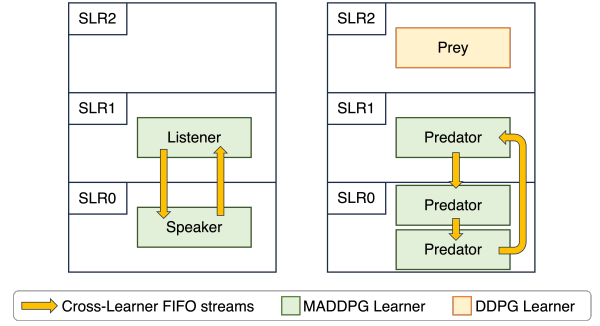 SLR2
SLR1
Listener
SLR0
Speaker
SLR2
Prey
SLR1
Predator
SLR0
Predator
Predator
Cross-Learner FIFO streams
MADDPG Learner
DDPG Learner